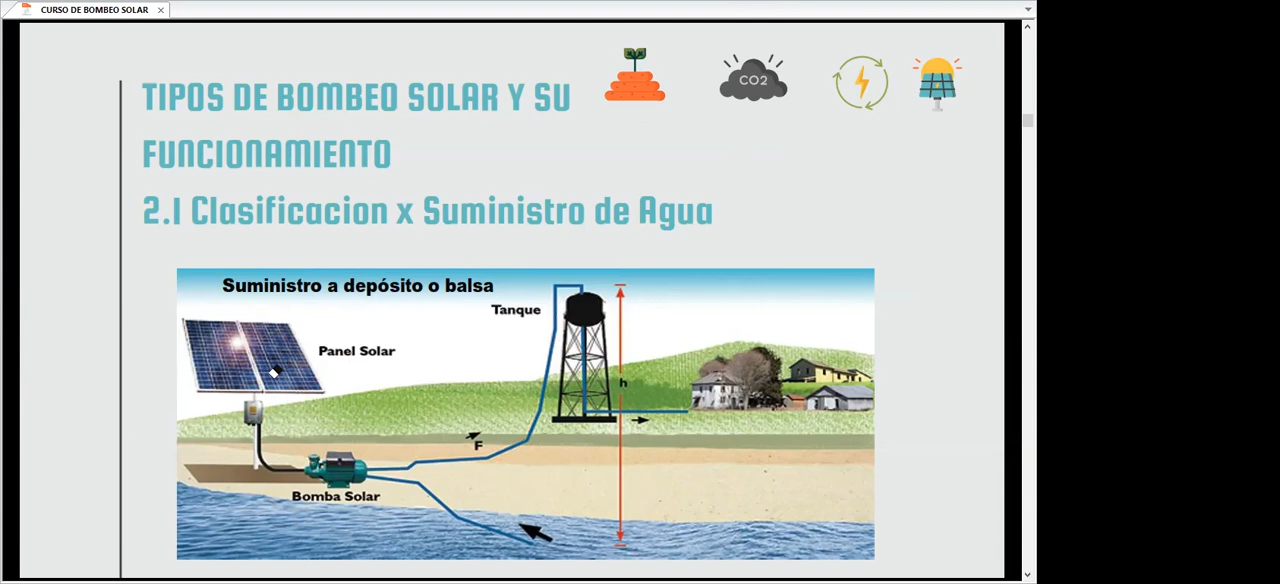 CURSO DE BOMBEO SOLAR
CO2
TIPOS DE BOMBEO SOLAR Y SU
FUNCIONAMIENTO
2.1 Clasificacion x Suministro de Agua
Suministro a depósito o balsa
Tanque
Panel Solar
h
F
Bomba Solar